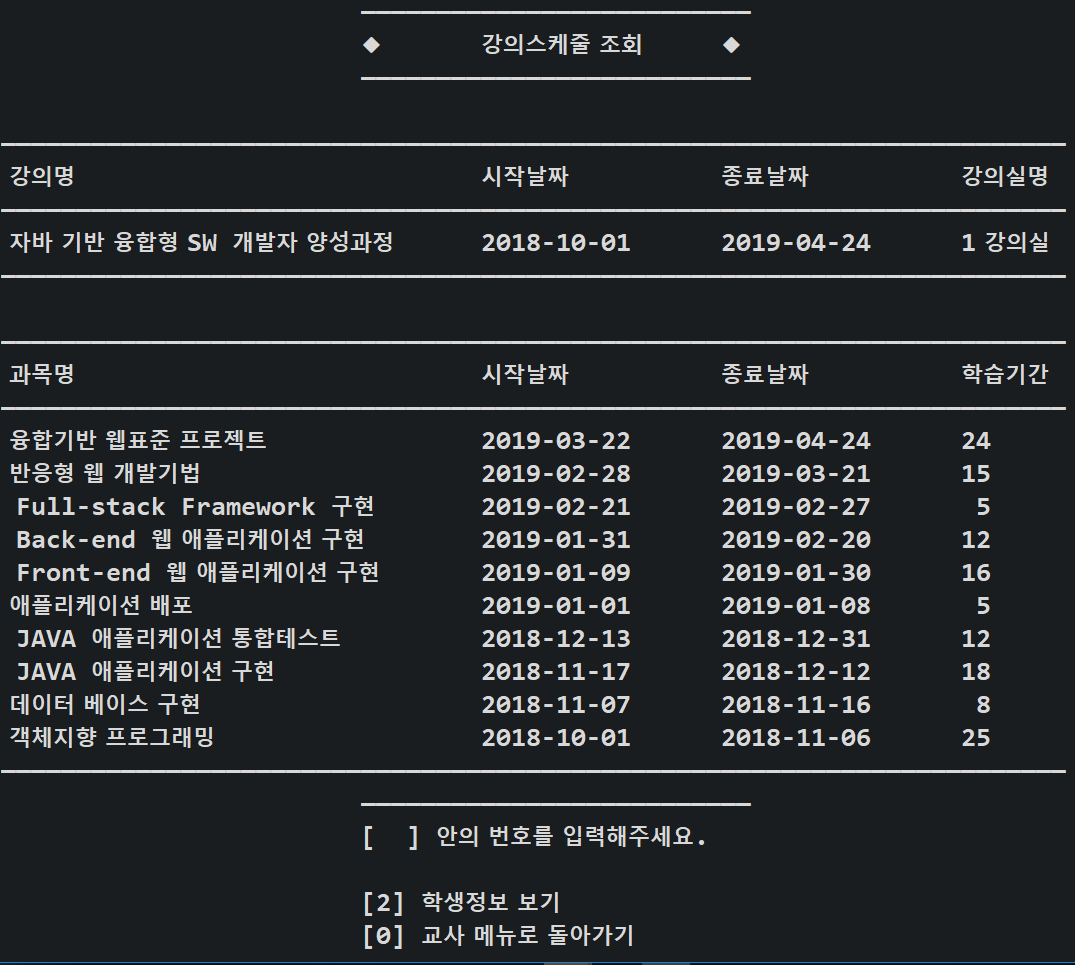 ◆ 강의스케줄 조회 ◆
강의명 시작날짜 종료날짜 강의실명
자바 기반 융합형 SW 개발자 양성과정 2018-10-01 2019-04-24 1 강의실
과목명 시작날짜 종료날짜 학습기간
융합기반 웹표준 프로젝트 2019-03-22 2019-04-24 24
반응형 웹 개발기법 2019-02-28 2019-03-21 15
Full-stack Framework 구현 2019-02-21 2019-02-27 5
Back-end 웹 애플리케이션 구현 2019-01-31 2019-02-20 12
Front-end 웹 애플리케이션 구현 2019-01-09 2019-01-30 16
애플리케이션 배포 2019-01-01 2019-01-08 5
JAVA 애플리케이션 통합테스트 2018-12-13 2018-12-31 12
JAVA 애플리케이션 구현 2018-11-17 2018-12-12 18
데이터 베이스 구현 2018-11-07 2018-11-16 8
객체지향 프로그래밍 2018-10-01 2018-11-06 25
[ ] 안의 번호를 입력해주세요.
[2] 학생정보 보기
[0] 교사 메뉴로 돌아가기